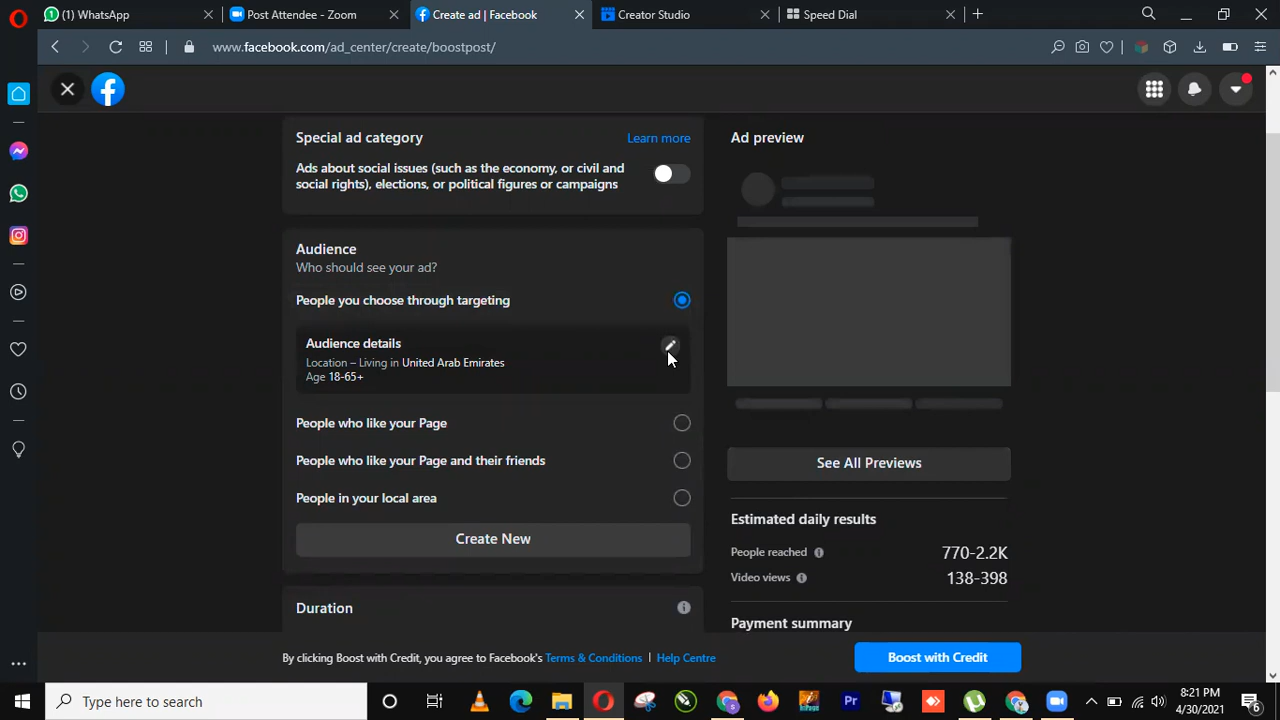 (1) WhatsApp
Post Attendee - Zoom
Create ad | Facebook
Creator Studio
Speed Dial
www.facebook.com/ad_center/create/boostpost/
Special ad category
Learn more
Ads about social issues (such as the economy, or civil and
social rights), elections, or political figures or campaigns
Audience
Who should see your ad?
People you choose through targeting
Audience details
Location – Living in United Arab Emirates
Age 18-65+
People who like your Page
People who like your Page and their friends
People in your local area
Create New
Duration
Ad preview
See All Previews
Estimated daily results
People reached 770-2.2K
Video views 138-398
Payment summary
By clicking Boost with Credit, you agree to Facebook's Terms & Conditions | Help Centre
Boost with Credit
Type here to search
Pr
8:21 PM
4/30/2021
6